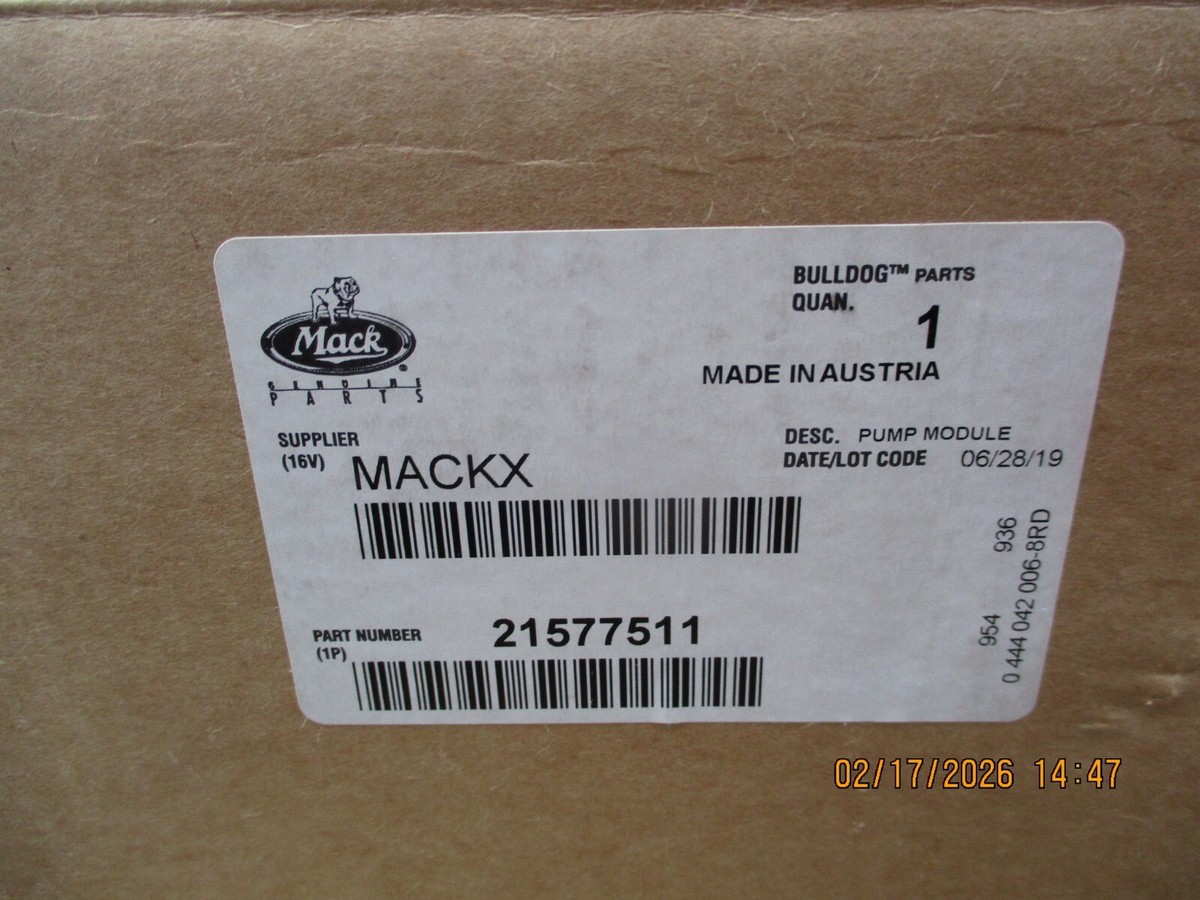 Mack
GENUINE
PARTS
BULLDOG™ PARTS
QUAN. 1
MADE IN AUSTRIA
SUPPLIER
(16V) MACKX
DESC. PUMP MODULE
DATE/LOT CODE 06/28/19
PART NUMBER 21577511
(1P)
954 936
0 444 042 006-8RD
02/17/2026 14:47